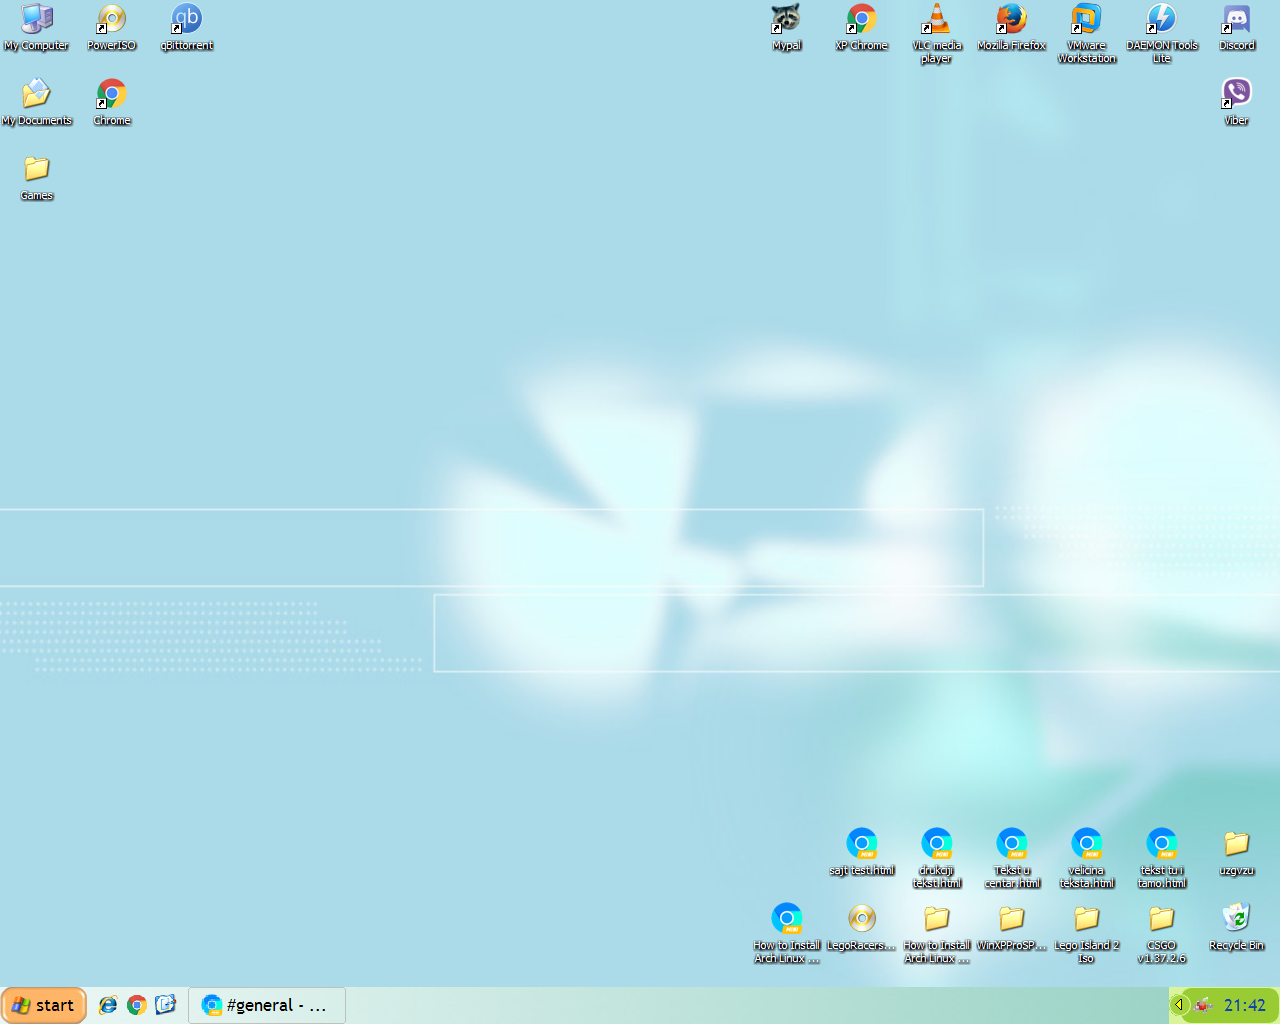 My Computer
PowerISO
qBittorrent
Mypal
XP Chrome
VLC media
player
Mozilla Firefox
VMware
Workstation
DAEMON Tools
Lite
Discord
My Documents
Chrome
Viber
Games
sajt test.html
drukciji
tekst.html
Tekst u
centar.html
velicina
teksta.html
tekst tu i
tamo.html
uzgvzu
How to Install
Arch Linux ...
LegoRacers...
How to Install
Arch Linux ...
WinXPProSP...
Lego Island 2
Iso
CSGO
v1.37.2.6
Recycle Bin
start
#general - ...
21:42